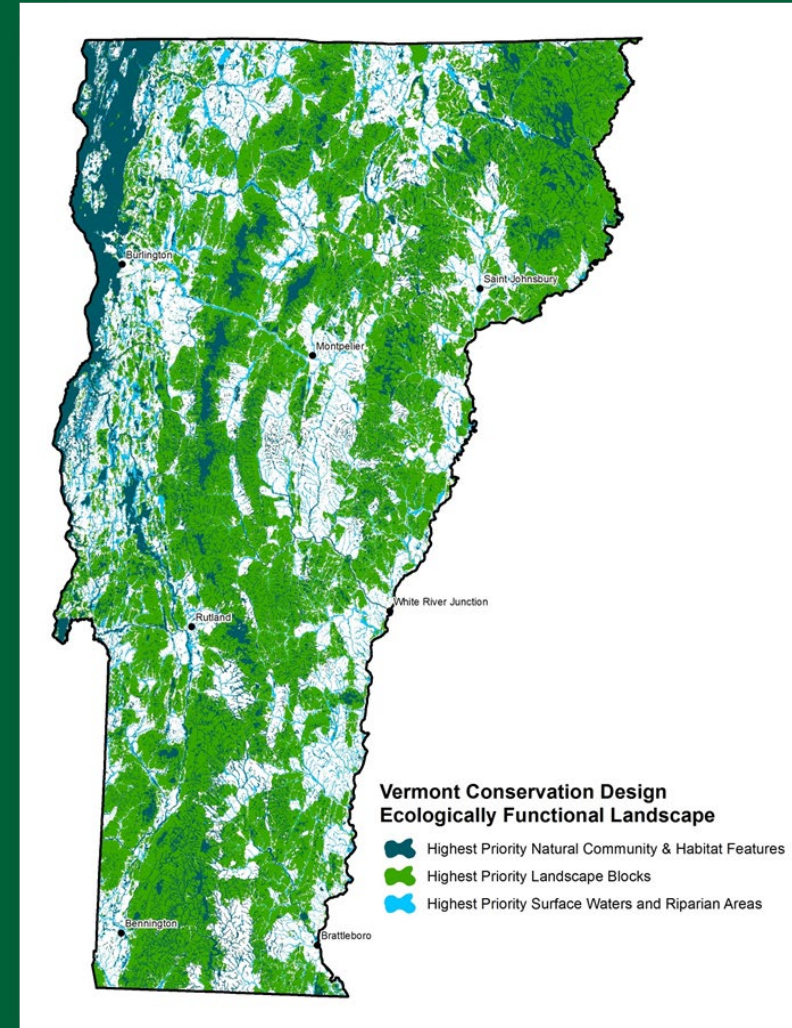 Burlington
Saint Johnsbury
Montpelier
White River Junction
Rutland
Vermont Conservation Design
Ecologically Functional Landscape
Highest Priority Natural Community & Habitat Features
Highest Priority Landscape Blocks
Highest Priority Surface Waters and Riparian Areas
Bennington
Brattleboro